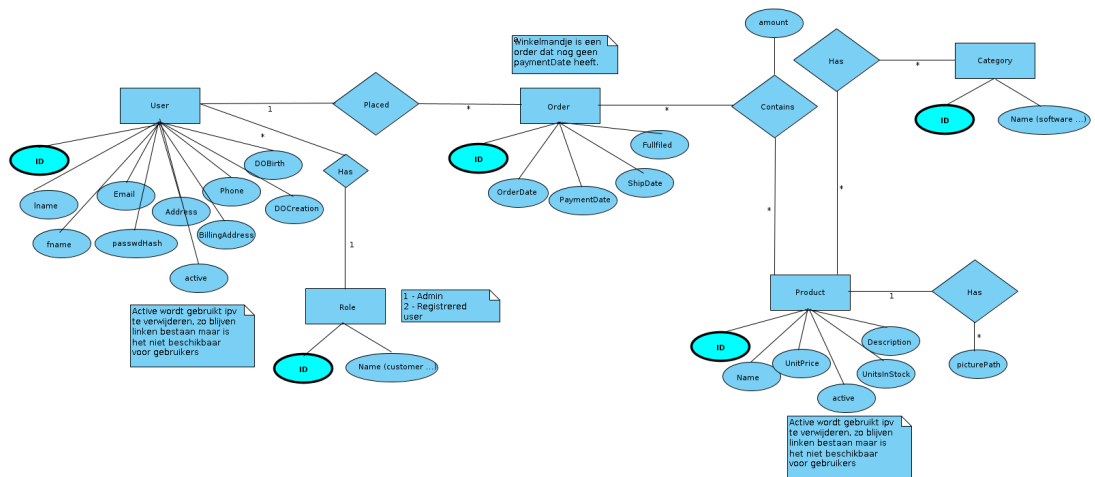 amount
Winkelmandje is een
order dat nog geen
paymentDate heeft.
Has
*
Category
User
1
Placed
*
Order
*
Contains
ID
Name (software ...)
*
Has
ID
DOBirth
Fullfiled
ID
lname
Email
Phone
Address
DOCreation
OrderDate
PaymentDate
ShipDate
*
*
fname
passwdHash
BillingAddress
1
active
Active wordt gebruikt ipv
te verwijderen, zo blijven
linken bestaan maar is
het niet beschikbaar
voor gebruikers
Role
1 - Admin
2 - Registrered
user
ID
Name (customer ...)
Product
1
Has
*
ID
Description
Name
UnitPrice
UnitsInStock
picturePath
active
Active wordt gebruikt ipv
te verwijderen, zo blijven
linken bestaan maar is
het niet beschikbaar
voor gebruikers